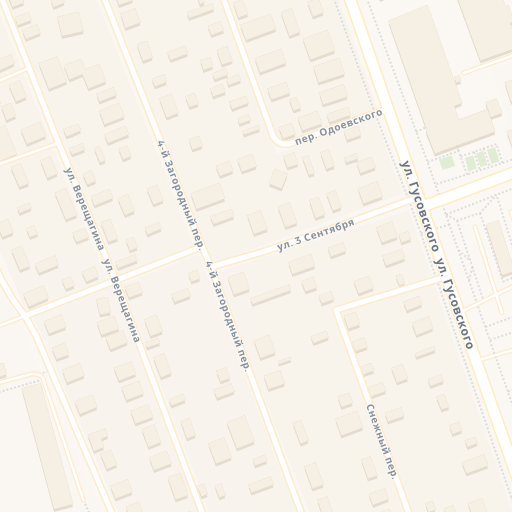 пер. Одоевского
4-й Загородный пер.
ул. Гусовского
ул. Верещагина
ул. 3 Сентября
ул. Верещагина
4-й Загородный пер.
ул. Гусовского
Снежный пер.